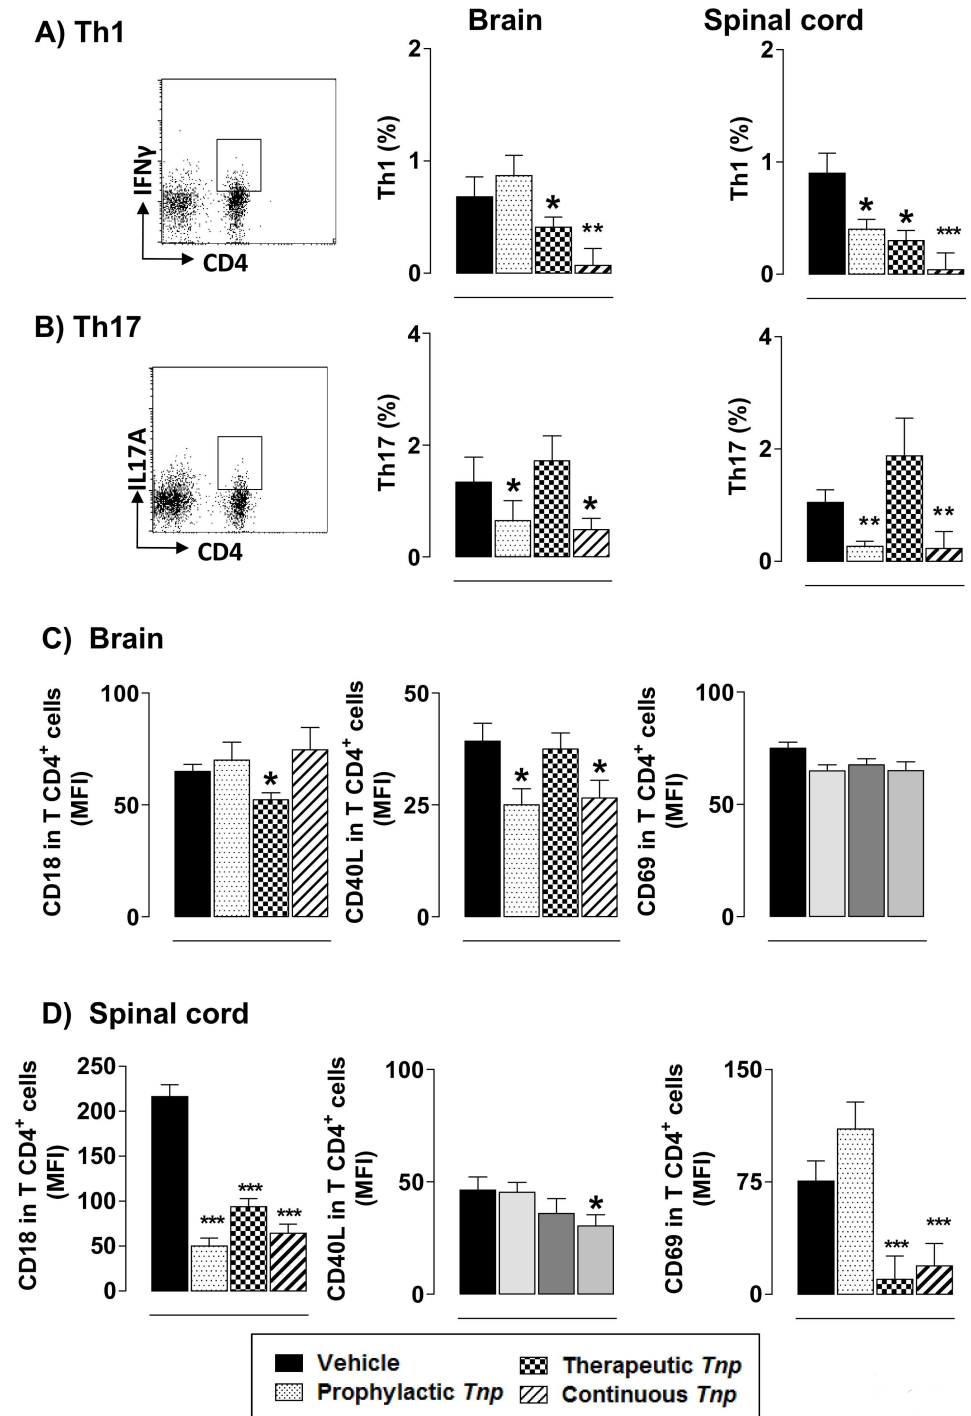 A) Th1
Brain
Spinal cord
IFNγ
CD4
Th1 (%)
2
1
0
*
**
Th1 (%)
2
1
0
*
*
***
B) Th17
IL17A
CD4
Th17 (%)
4
2
0
*
*
Th17 (%)
4
2
0
**
**
C) Brain
CD18 in T CD4+ cells
(MFI)
100
50
0
*
CD40L in T CD4+ cells
(MFI)
50
25
0
*
*
CD69 in T CD4+ cells
(MFI)
100
50
0
D) Spinal cord
CD18 in T CD4+ cells
(MFI)
250
200
150
100
50
0
***
***
***
CD40L in T CD4+ cells
(MFI)
100
50
0
*
CD69 in T CD4+ cells
(MFI)
150
75
0
***
***
Vehicle
Prophylactic Tnp
Therapeutic Tnp
Continuous Tnp